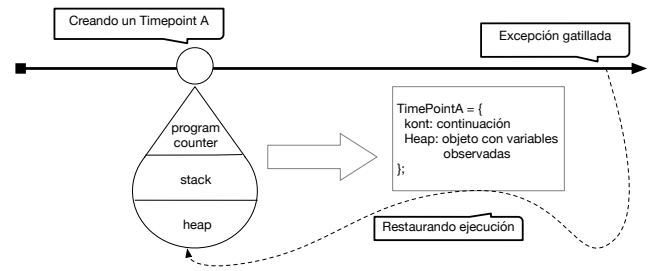 Creando un Timepoint A
Excepción gatillada
program
counter
stack
heap
TimePointA = {
kont: continuación
Heap: objeto con variables
observadas
};
Restaurando ejecución